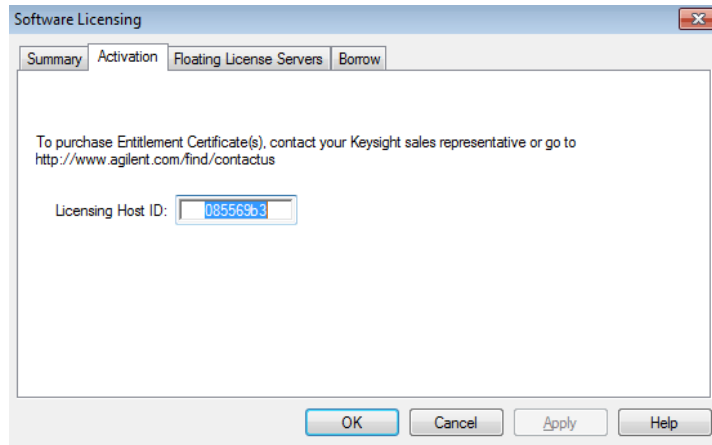 Software Licensing
Summary Activation Floating License Servers Borrow
To purchase Entitlement Certificate(s), contact your Keysight sales representative or go to
http://www.agilent.com/find/contactus
Licensing Host ID: 085569b3
OK Cancel Apply Help